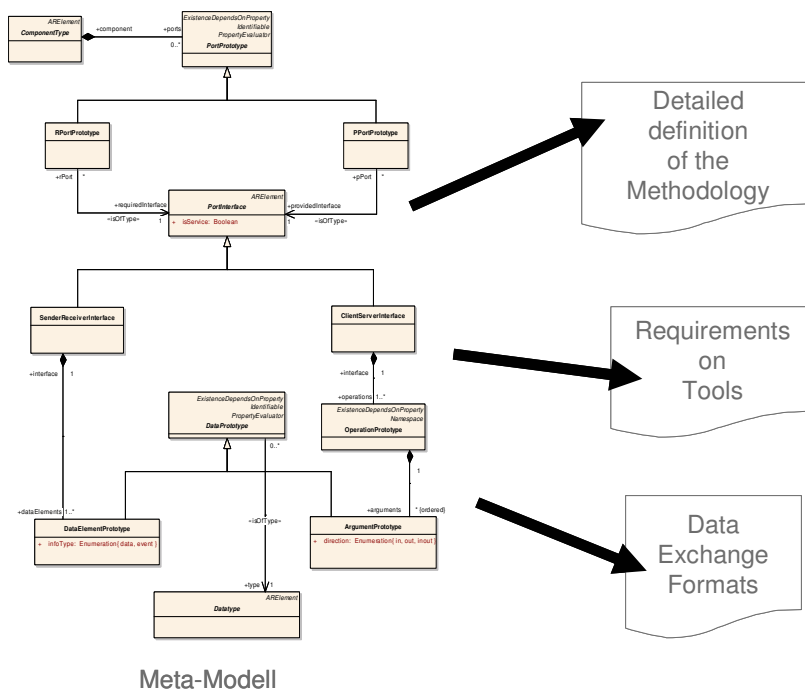 ARElement
ComponentType
+component
+ports
0..*
ExistenceDependsOnProperty
Identifiable
PropertyEvaluator
PortPrototype
RPortPrototype
PPortPrototype
+rPort
*
+pPort
*
+requiredInterface
«isOfType»
1
ARElement
PortInterface
+ isService: Boolean
+providedInterface
1
«isOfType»
SenderReceiverInterface
ClientServerInterface
+interface
1
+interface
1
+operations
1..*
ExistenceDependsOnProperty
Identifiable
PropertyEvaluator
DataPrototype
0..*
ExistenceDependsOnProperty
Namespace
OperationPrototype
1
+dataElements
1..*
«isOfType»
+arguments
* {ordered}
DataElementPrototype
+ infoType: Enumeration{ data, event }
ArgumentPrototype
+ direction: Enumeration{ in, out, inout }
+type
1
ARElement
Datatype
Meta-Modell
Detailed
definition
of the
Methodology
Requirements
on
Tools
Data
Exchange
Formats